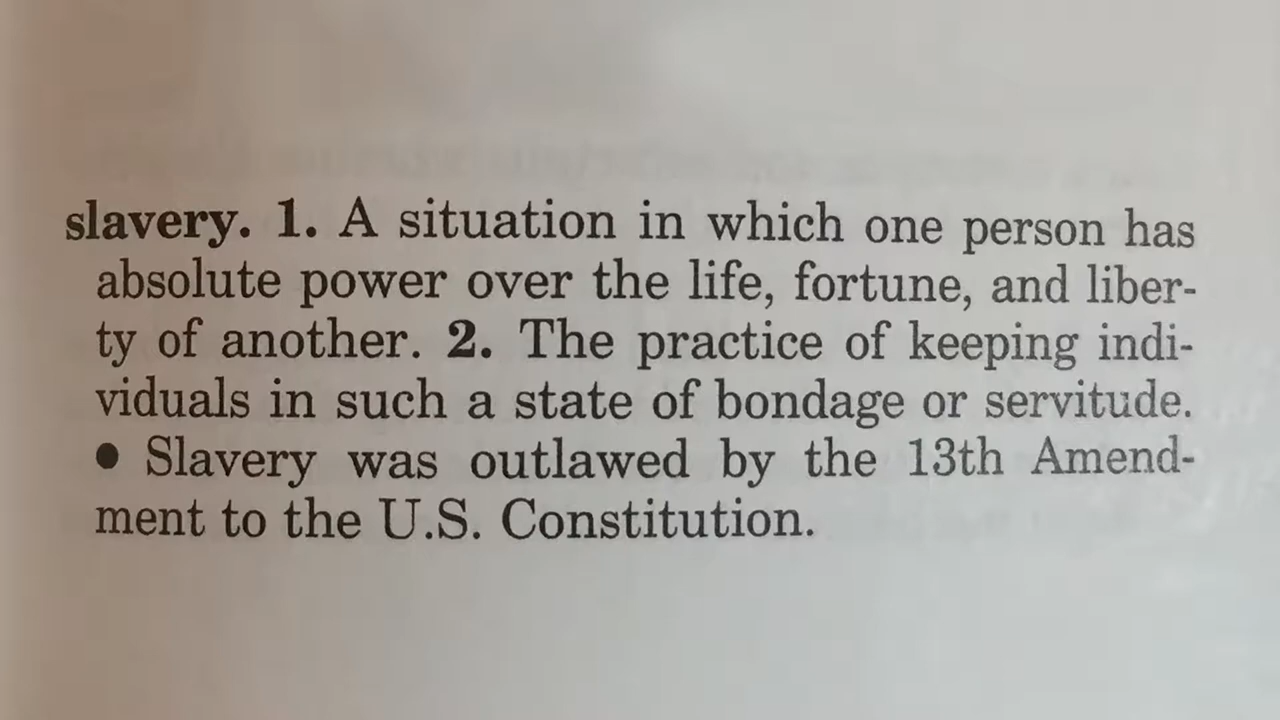 slavery. 1. A situation in which one person has
absolute power over the life, fortune, and liber-
ty of another. 2. The practice of keeping indi-
viduals in such a state of bondage or servitude.
● Slavery was outlawed by the 13th Amend-
ment to the U.S. Constitution.